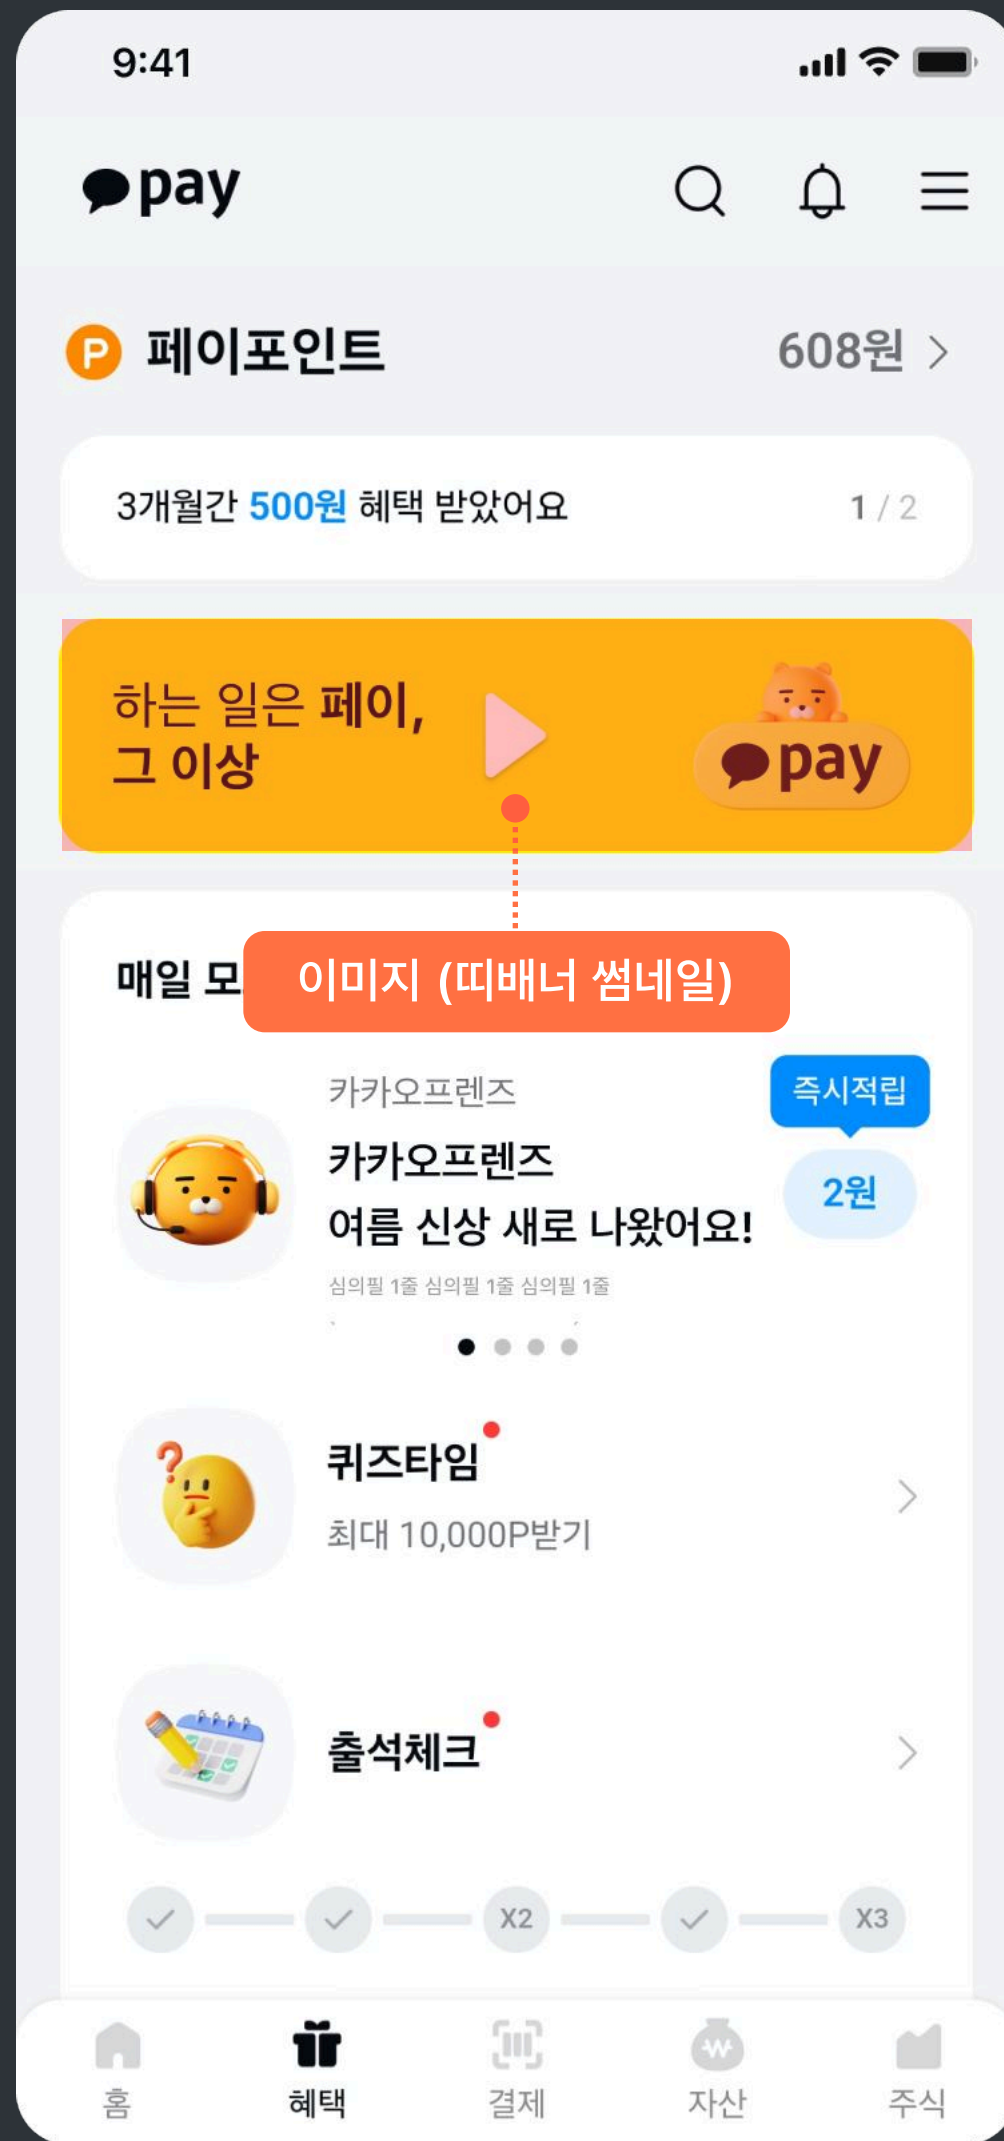 9:41
pay
P 페이포인트 608원
3개월간 500원 혜택 받았어요 1 / 2
하는 일은 페이,
그 이상
pay
이미지 (띠배너 썸네일)
매일 모
카카오프렌즈
즉시적립
카카오프렌즈
여름 신상 새로 나왔어요!
2원
심의필 1줄 심의필 1줄 심의필 1줄
퀴즈타임
최대 10,000P받기
출석체크
X2 X3
홈 혜택 결제 자산 주식